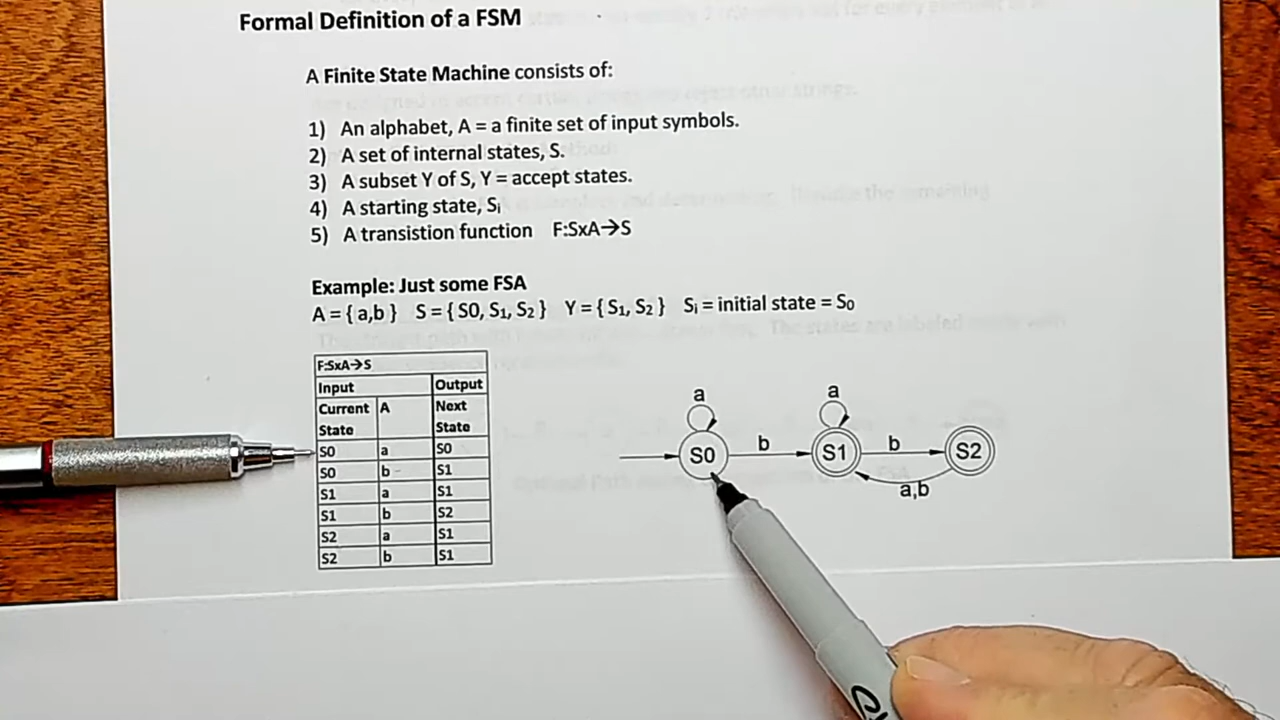 Formal Definition of a FSM
A Finite State Machine consists of:
1) An alphabet, A = a finite set of input symbols.
2) A set of internal states, S.
3) A subset Y of S, Y = accept states.
4) A starting state, Si
5) A transistion function F:SxA→S
Example: Just some FSA
A = { a,b } S = { S0, S1, S2 } Y = { S1, S2 } Si = initial state = S0
F:SxA→S
Input Output
Current A Next
State State
S0 a S0
S0 b S1
S1 a S1
S1 b S2
S2 a S1
S2 b S1
a a
S0 b S1 b S2
a,b